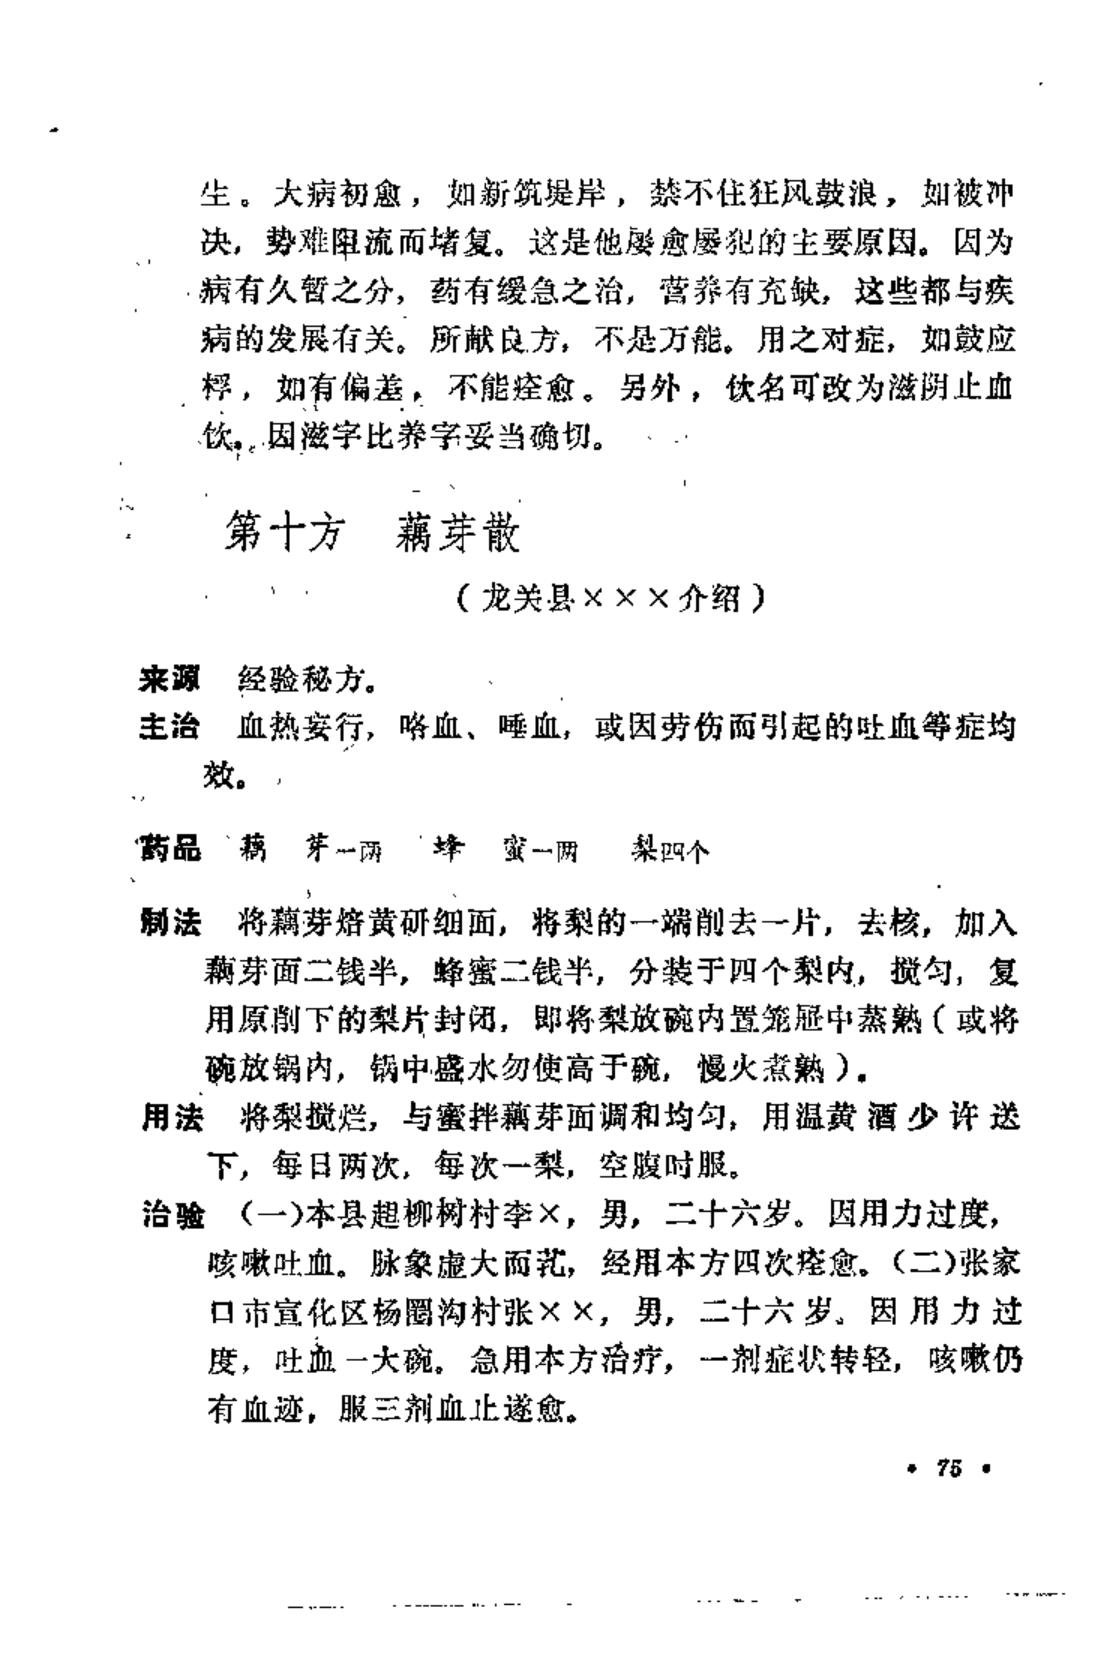 生。大病初愈，如新筑堤岸，禁不住狂风鼓浪，如被冲
决，势难阻流而堵复。这是他屡愈屡犯的主要原因。因为
病有久暂之分，药有缓急之治，营养有充缺，这些都与疾
病的发展有关。所献良方，不是万能。用之对症，如鼓应
桴，如有偏差，不能痊愈。另外，饮名可改为滋阴止血
饮。因滋字比养字妥当确切。
第十方　藕芽散
（龙关县×××介绍）
来源　经验秘方。
主治　血热妄行，咯血、唾血，或因劳伤而引起的吐血等症均
效。
药品　藕　芽一两　蜂　蜜一两　梨四个
制法　将藕芽焙黄研细面，将梨的一端削去一片，去核，加入
藕芽面二钱半，蜂蜜二钱半，分装于四个梨内，搅匀，复
用原削下的梨片封闭，即将梨放碗内置笼屉中蒸熟（或将
碗放锅内，锅中盛水勿使高于碗，慢火煮熟）。
用法　将梨搅烂，与蜜拌藕芽面调和均匀，用温黄酒少许送
下，每日两次，每次一梨，空腹时服。
治验　（一）本县超柳树村李×，男，二十六岁。因用力过度，
咳嗽吐血。脉象虚大而芤，经用本方四次痊愈。（二）张家
口市宣化区杨圈沟村张××，男，二十六岁。因用力过
度，吐血一大碗。急用本方治疗，一剂症状转轻，咳嗽仍
有血迹，服三剂血止遂愈。
• 75 •